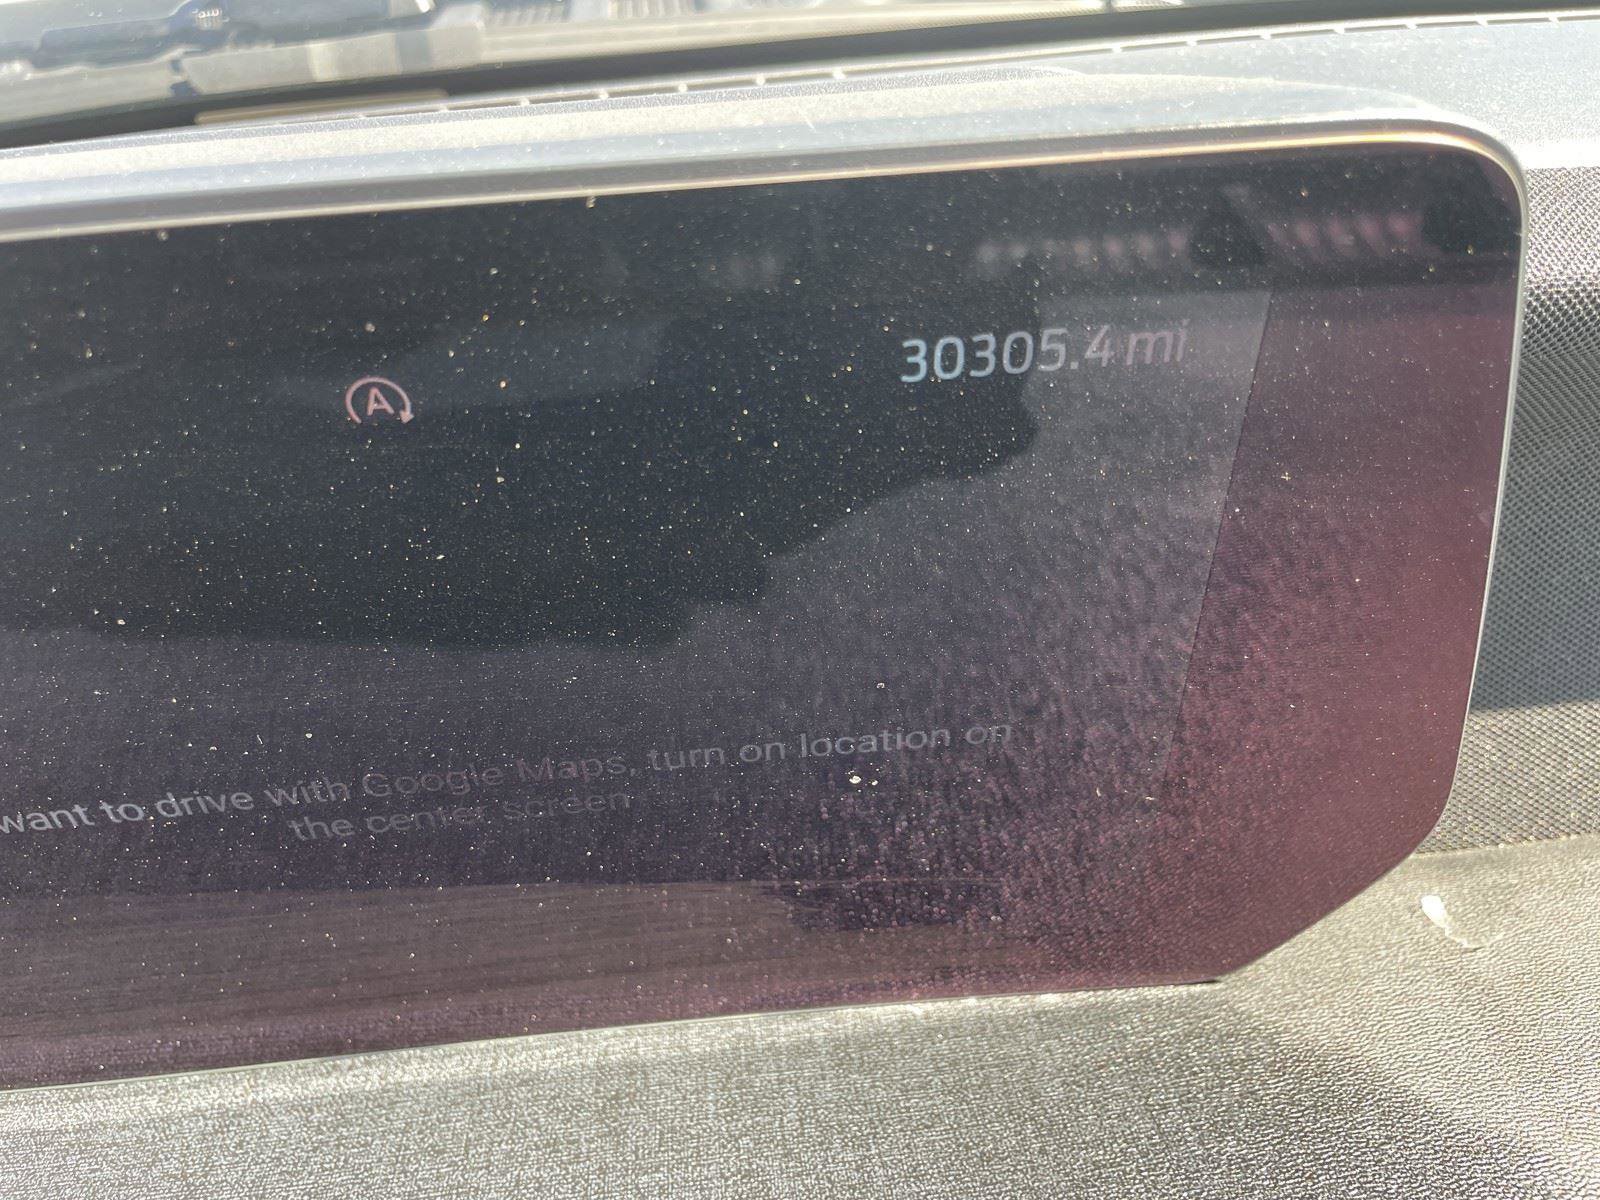 30305.4 mi
A
want to drive with Google Maps, turn on location on
the center screen